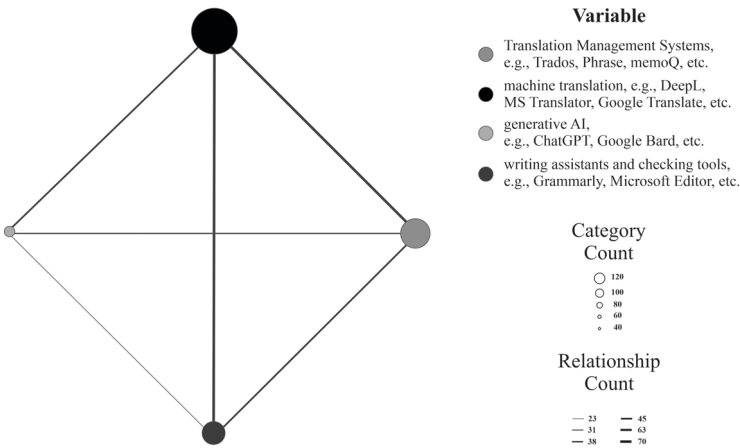 Variable
Translation Management Systems,
e.g., Trados, Phrase, memoQ, etc.
machine translation, e.g., DeepL,
MS Translator, Google Translate, etc.
generative AI,
e.g., ChatGPT, Google Bard, etc.
writing assistants and checking tools,
e.g., Grammarly, Microsoft Editor, etc.
Category
Count
120
100
80
60
40
Relationship
Count
23 45
31 63
38 70